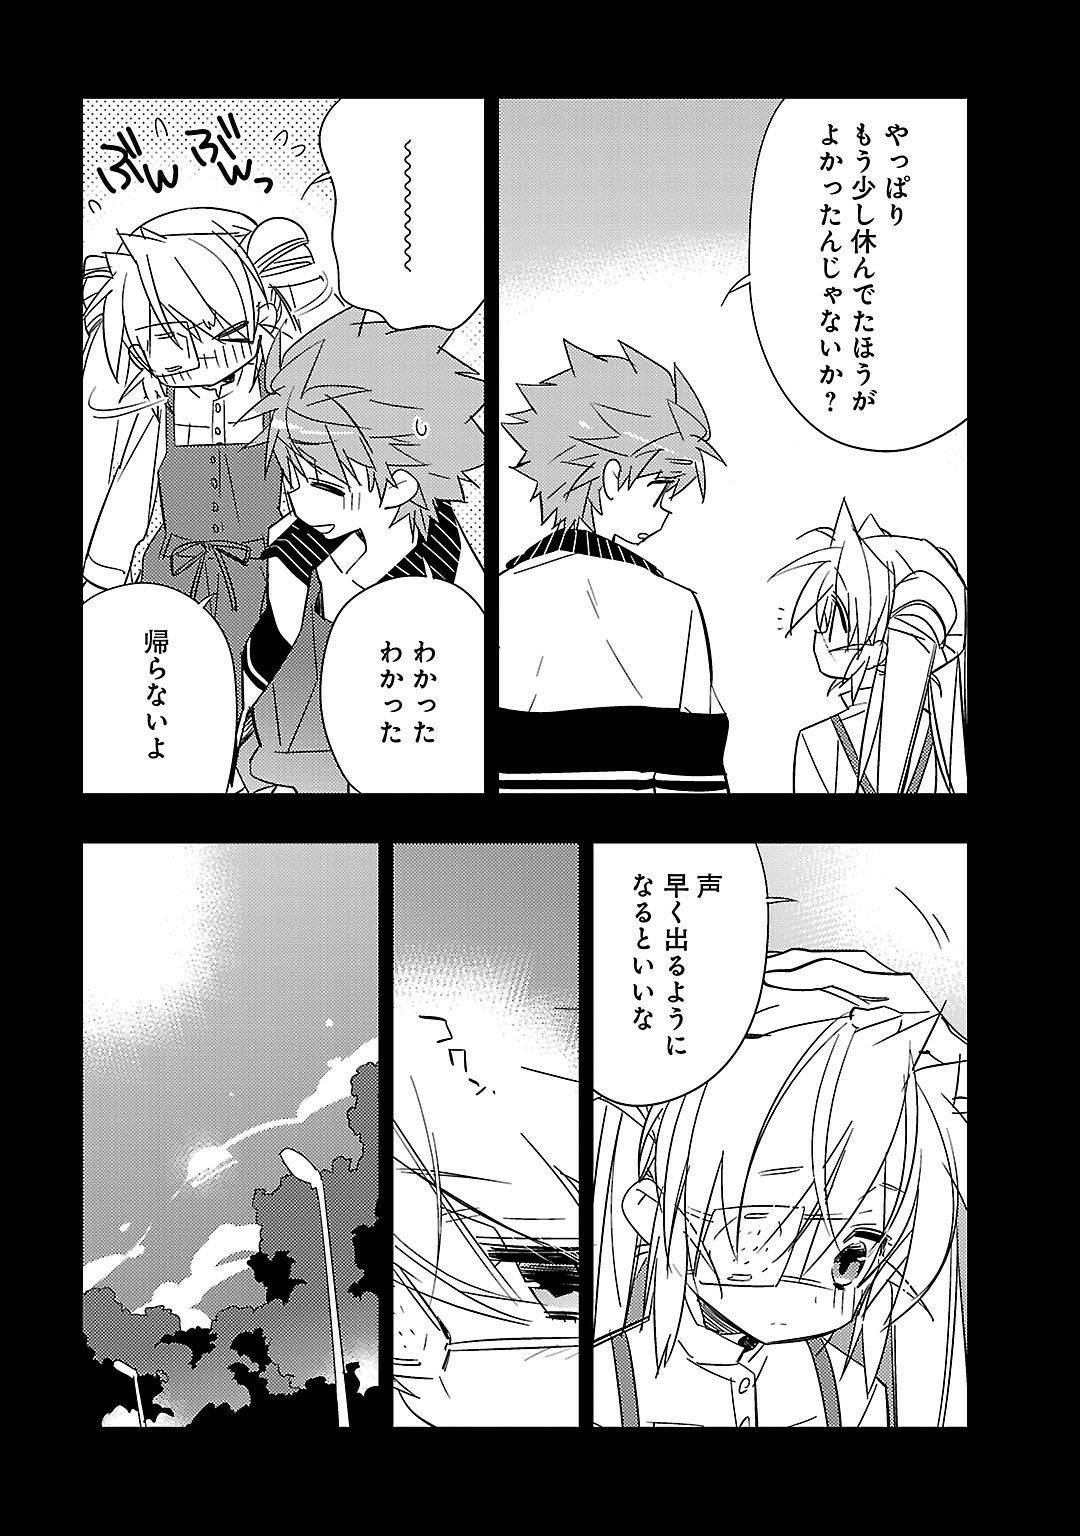 やっぱり
もう少し休んでたほうが
よかったんじゃないか？
〜〜〜〜〜
ぶんっ
ぶん
わかった
わかった
帰らないよ
声
早く出るように
なるといいな
コクン